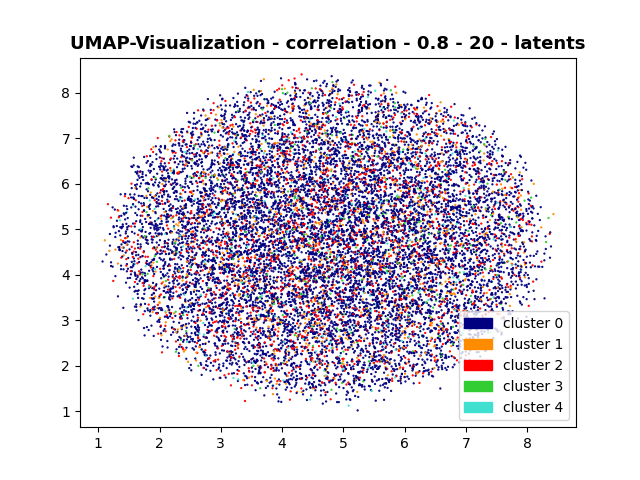 UMAP-Visualization - correlation - 0.8 - 20 - latents
8
7
6
5
4
3
2
1
1 2 3 4 5 6 7 8
cluster 0
cluster 1
cluster 2
cluster 3
cluster 4